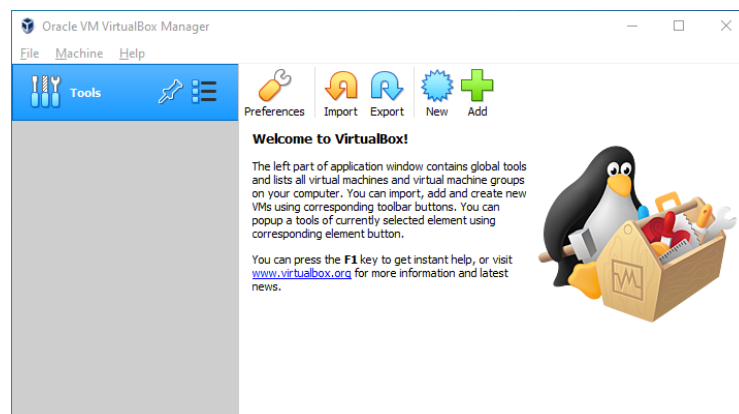 Oracle VM VirtualBox Manager
File Machine Help
Tools
Preferences Import Export New Add
Welcome to VirtualBox!
The left part of application window contains global tools
and lists all virtual machines and virtual machine groups
on your computer. You can import, add and create new
VMs using corresponding toolbar buttons. You can
popup a tools of currently selected element using
corresponding element button.
You can press the F1 key to get instant help, or visit
www.virtualbox.org for more information and latest
news.
VM